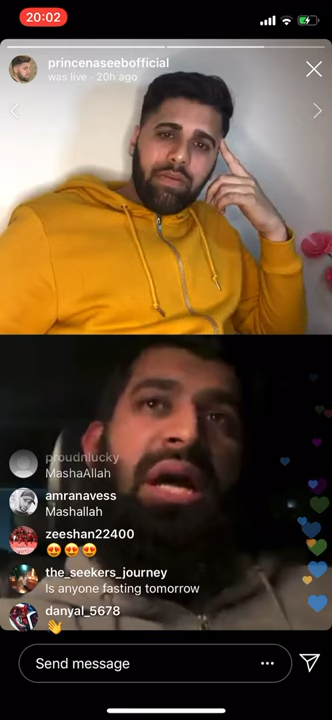 20:02
princenaseebofficial
was live · 20h ago
proudnlucky
MashaAllah
amranavess
Mashallah
zeeshan22400
😍😍😍
the_seekers_journey
Is anyone fasting tomorrow
danyal_5678
👋
Send message